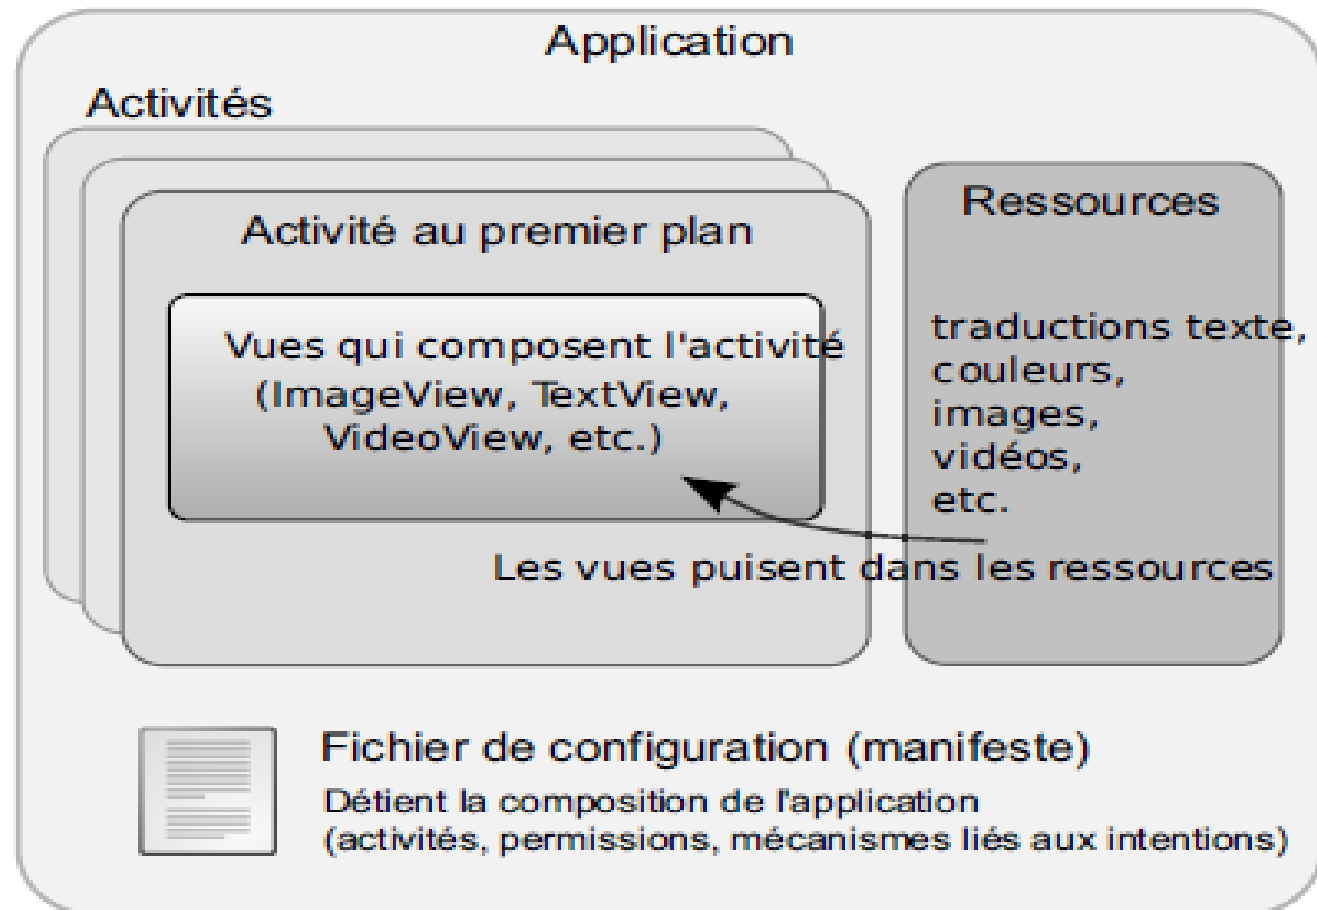 Application
Activités
Activité au premier plan
Vues qui composent l'activité
(ImageView, TextView,
VideoView, etc.)
Ressources
traductions texte,
couleurs,
images,
vidéos,
etc.
Les vues puisent dans les ressources
Fichier de configuration (manifeste)
Détient la composition de l'application
(activités, permissions, mécanismes liés aux intentions)